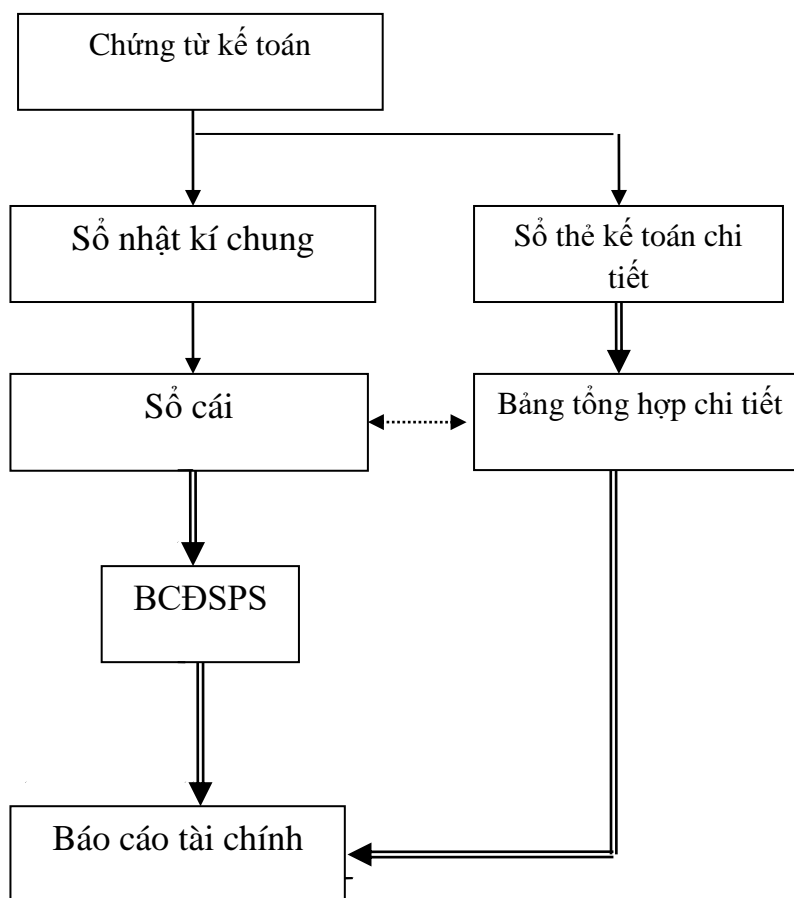 Chứng từ kế toán
Sổ nhật kí chung
Sổ thẻ kế toán chi
tiết
Sổ cái
Bảng tổng hợp chi tiết
BCĐSPS
Báo cáo tài chính